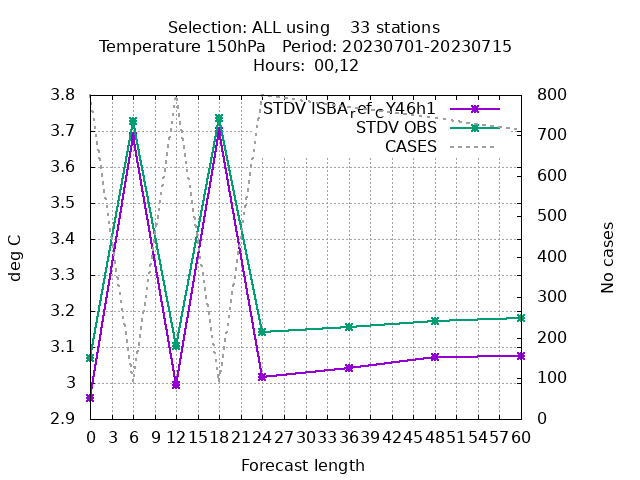 Selection: ALL using 33 stations
Temperature 150hPa Period: 20230701-20230715
Hours: 00,12
STDV ISBA_ref_CY46h1
STDV OBS
CASES
3.8
3.7
3.6
3.5
3.4
3.3
3.2
3.1
3
2.9
800
700
600
500
400
300
200
100
0
deg C
No cases
0 3 6 9 12 15 18 21 24 27 30 33 36 39 42 45 48 51 54 57 60
Forecast length